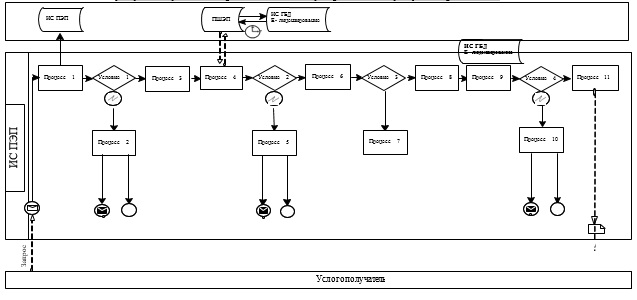 ИС ПЭП
ПШЭП
ИС ГБД
Е- лицензирование
ИС ГБД
Е- лицензирование
Процесс 1
Условие 1
Процесс 3
Процесс 4
Условие 2
Процесс 6
Условие 3
Процесс 8
Процесс 9
Условие 4
Процесс 11
Процесс 2
Процесс 5
Процесс 7
Процесс 10
ИС ПЭП
Запрос
Услогополучатель